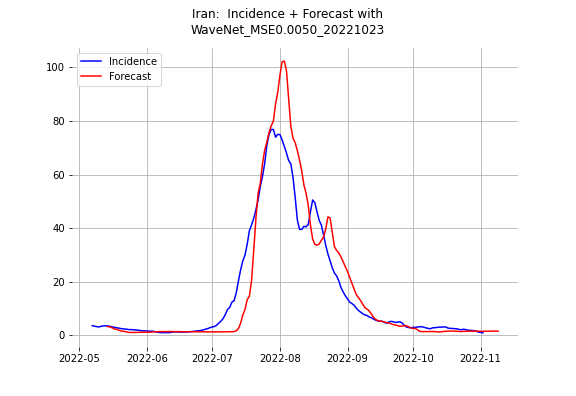 Iran:  Incidence + Forecast with
WaveNet_MSE0.0050_20221023
Incidence
Forecast
100
80
60
40
20
0
2022-05 2022-06 2022-07 2022-08 2022-09 2022-10 2022-11